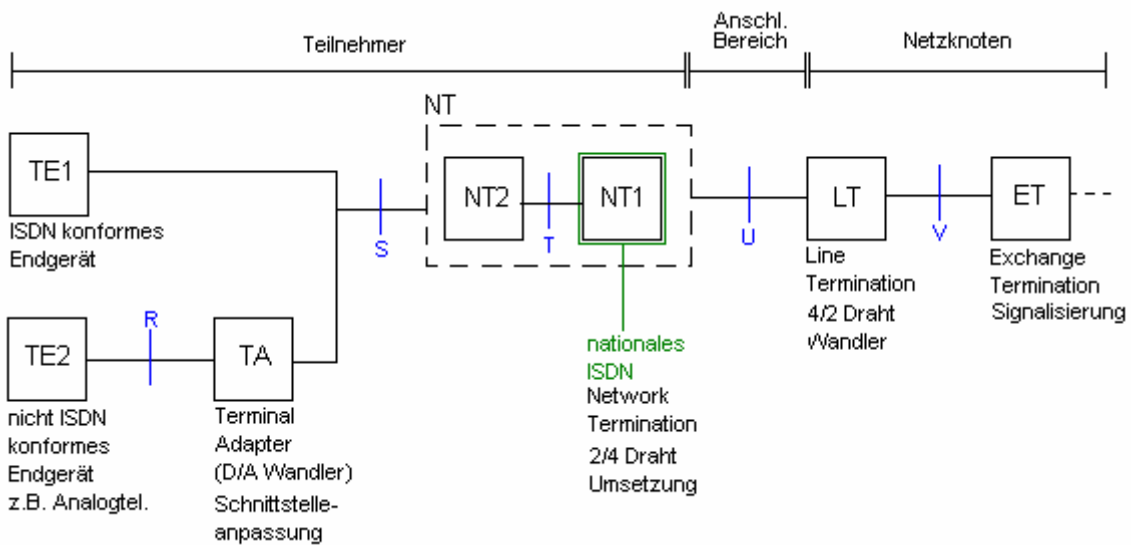 Teilnehmer
Anschl.
Bereich
Netzknoten
NT
TE1
NT2
NT1
LT
ET
S
T
U
V
ISDN konformes
Endgerät
Line
Termination
4/2 Draht
Wandler
Exchange
Termination
Signalisierung
R
TE2
TA
nationales
ISDN
Network
Termination
2/4 Draht
Umsetzung
nicht ISDN
konformes
Endgerät
z.B. Analogtel.
Terminal
Adapter
(D/A Wandler)
Schnittstelle-
anpassung